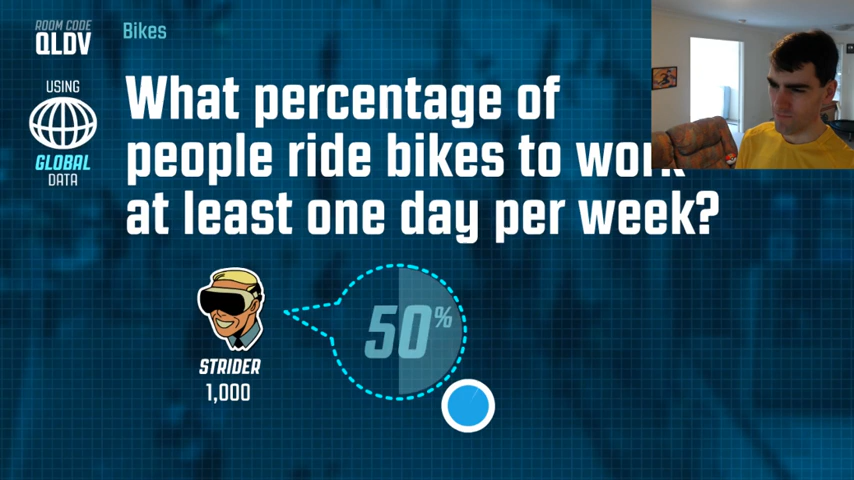 ROOM CODE
QLDV
Bikes
USING
GLOBAL
DATA
What percentage of
people ride bikes to work
at least one day per week?
50%
STRIDER
1,000